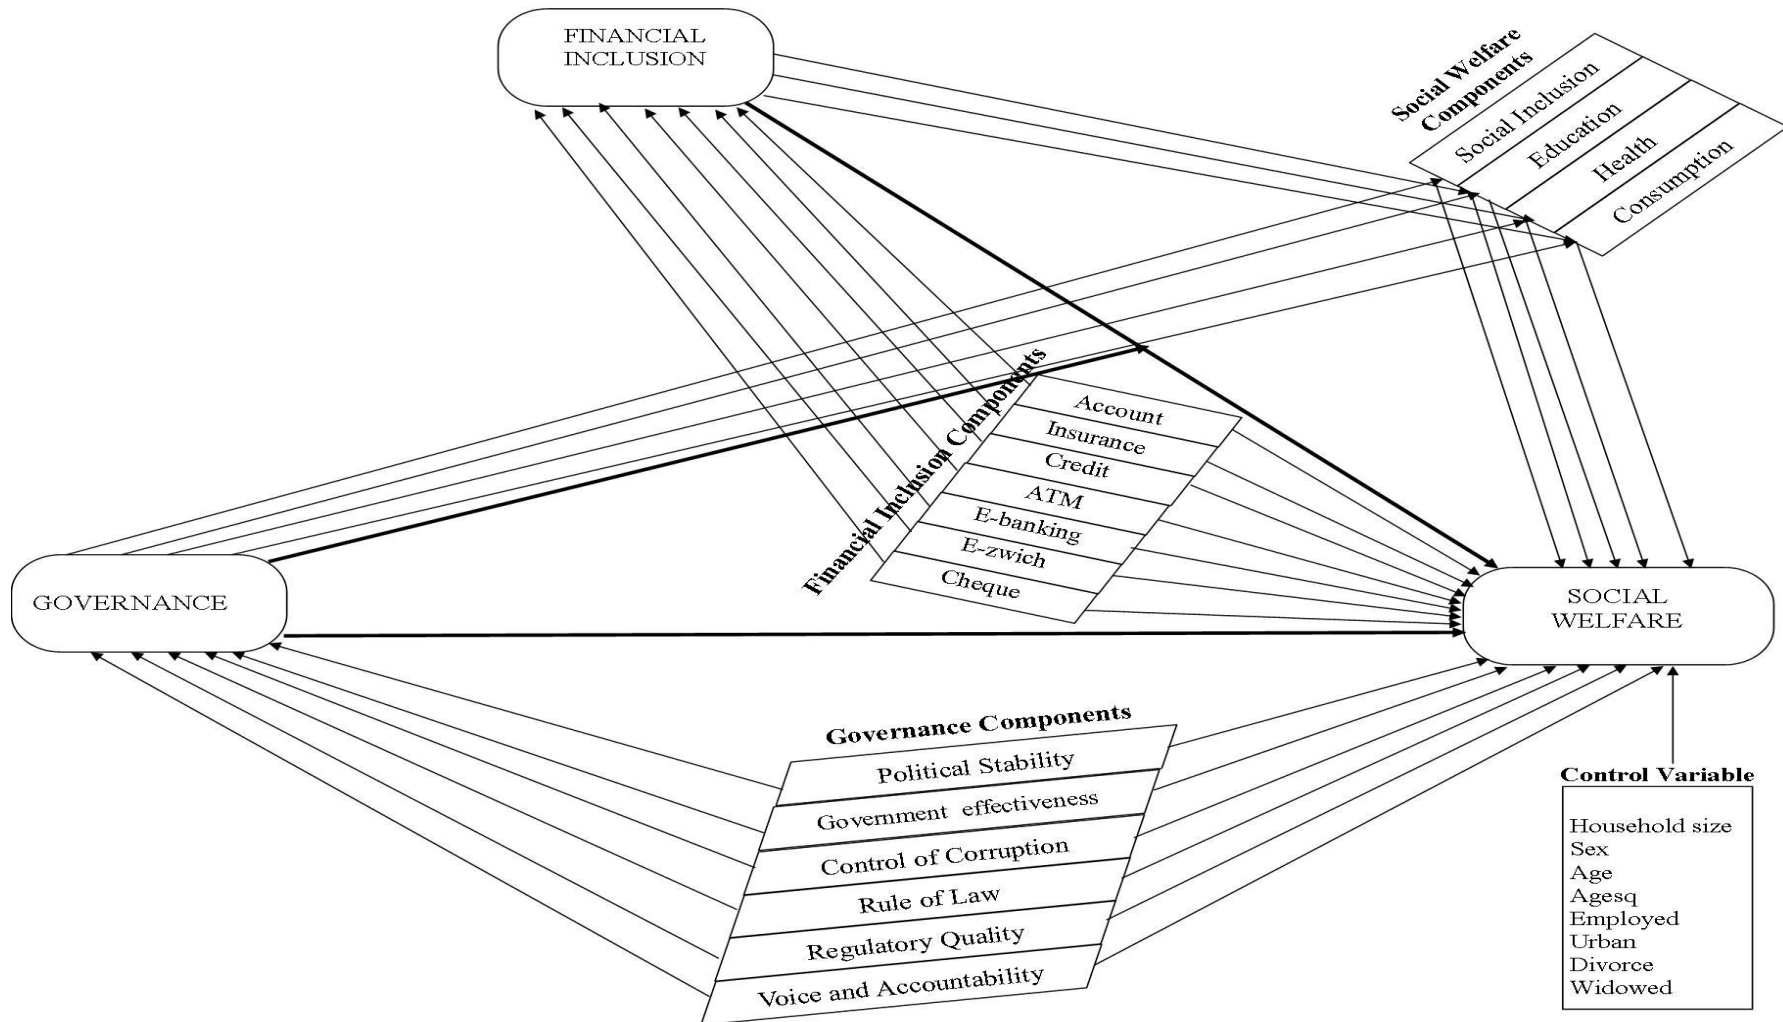 FINANCIAL
INCLUSION
Social Welfare
Components
Social Inclusion
Education
Health
Consumption
Financial Inclusion Components
Account
Insurance
Credit
ATM
E-banking
E-zwich
Cheque
GOVERNANCE
SOCIAL
WELFARE
Governance Components
Political Stability
Government effectiveness
Control of Corruption
Rule of Law
Regulatory Quality
Voice and Accountability
Control Variable
Household size
Sex
Age
Agesq
Employed
Urban
Divorce
Widowed